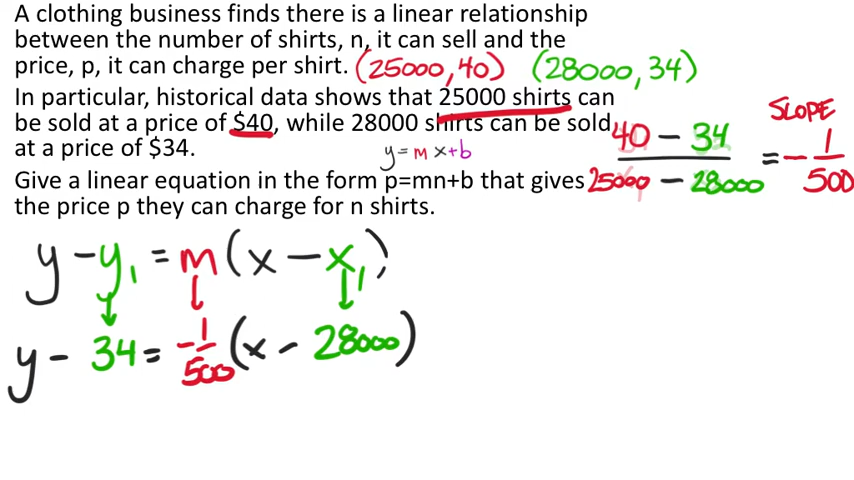 A clothing business finds there is a linear relationship
between the number of shirts, n, it can sell and the
price, p, it can charge per shirt. (25000, 40) (28000, 34)
In particular, historical data shows that 25000 shirts can
be sold at a price of $40, while 28000 shirts can be sold
at a price of $34.
y = mx+b
SLOPE
40 - 34
25000 - 28000
= - 1
500
Give a linear equation in the form p=mn+b that gives
the price p they can charge for n shirts.
y - y1 = m(x - x1)
y - 34 = -1/500 (x - 28000)